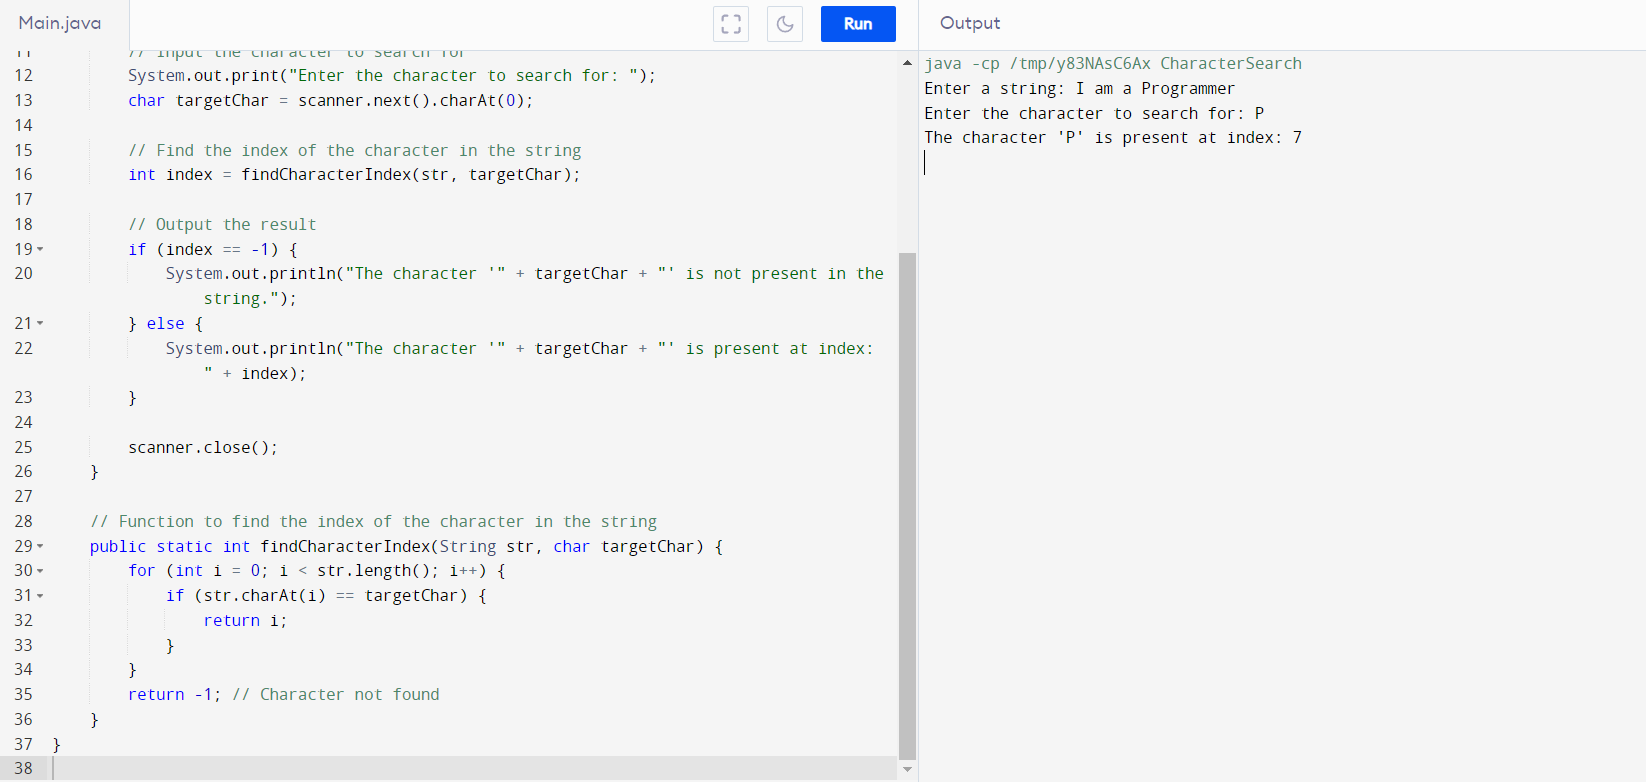 Main.java
Run
Output
11 // Input the character to search for
12 System.out.print("Enter the character to search for: ");
13 char targetChar = scanner.next().charAt(0);
14
15 // Find the index of the character in the string
16 int index = findCharacterIndex(str, targetChar);
17
18 // Output the result
19 if (index == -1) {
20 System.out.println("The character '" + targetChar + "' is not present in the
string.");
21 } else {
22 System.out.println("The character '" + targetChar + "' is present at index:
" + index);
23 }
24
25 scanner.close();
26 }
27
28 // Function to find the index of the character in the string
29 public static int findCharacterIndex(String str, char targetChar) {
30 for (int i = 0; i < str.length(); i++) {
31 if (str.charAt(i) == targetChar) {
32 return i;
33 }
34 }
35 return -1; // Character not found
36 }
37 }
38
java -cp /tmp/y83NAsC6Ax CharacterSearch
Enter a string: I am a Programmer
Enter the character to search for: P
The character 'P' is present at index: 7